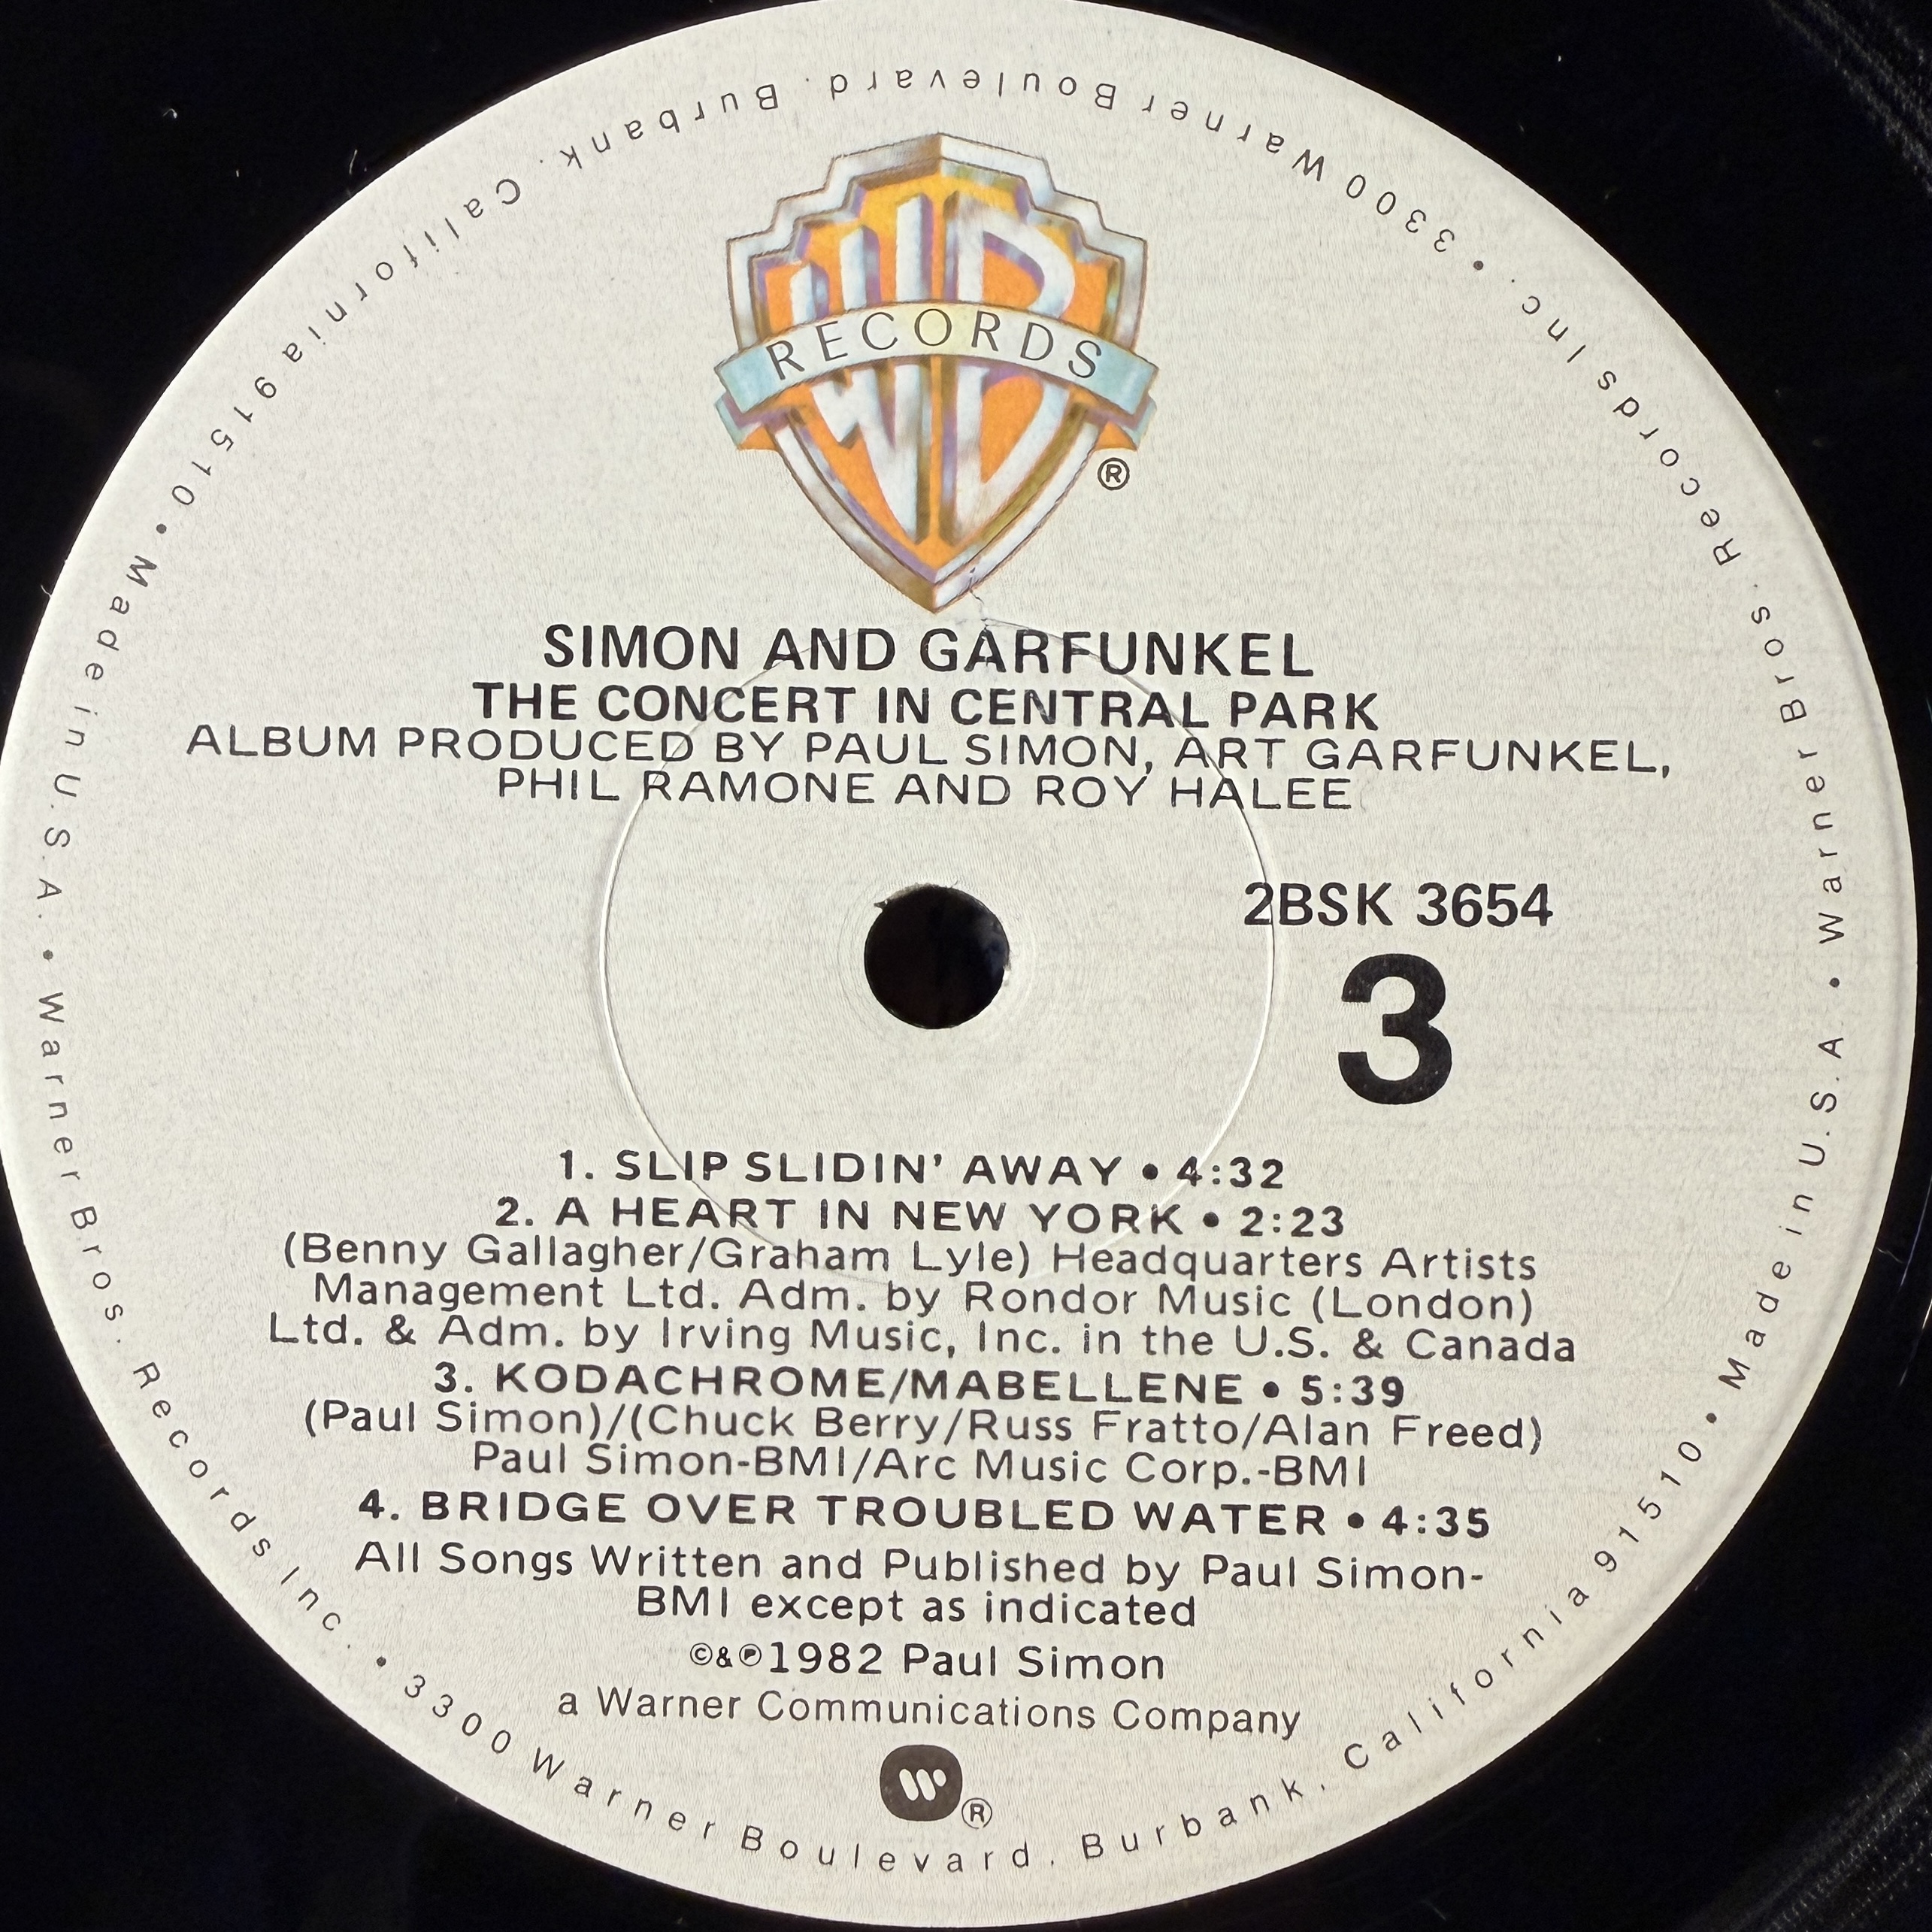 WB
RECORDS
®
SIMON AND GARFUNKEL
THE CONCERT IN CENTRAL PARK
ALBUM PRODUCED BY PAUL SIMON, ART GARFUNKEL,
PHIL RAMONE AND ROY HALEE
2BSK 3654
3
1. SLIP SLIDIN' AWAY • 4:32
2. A HEART IN NEW YORK • 2:23
(Benny Gallagher/Graham Lyle) Headquarters Artists
Management Ltd. Adm. by Rondor Music (London)
Ltd. & Adm. by Irving Music, Inc. in the U.S. & Canada
3. KODACHROME/MABELLENE • 5:39
(Paul Simon)/(Chuck Berry/Russ Fratto/Alan Freed)
Paul Simon-BMI/Arc Music Corp.-BMI
4. BRIDGE OVER TROUBLED WATER • 4:35
All Songs Written and Published by Paul Simon-
BMI except as indicated
©&℗1982 Paul Simon
a Warner Communications Company
®
Warner Bros. Records Inc. • 3300 Warner Boulevard, Burbank, California 91510 • Made in U.S.A. • Warner Bros. Records Inc. • 3300 Warner Boulevard, Burbank, California 91510 • Made in U.S.A. •